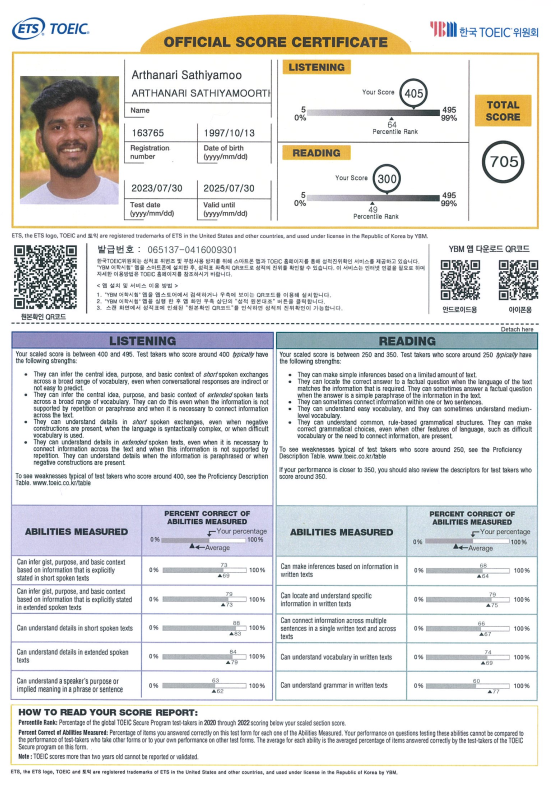 ETS TOEIC
YBM 한국 TOEIC 위원회
OFFICIAL SCORE CERTIFICATE
Arthanari Sathiyamoo
ARTHANARI SATHIYAMOORTH
Name
163765
1997/10/13
Registration number
Date of birth (yyyy/mm/dd)
2023/07/30
2025/07/30
Test date (yyyy/mm/dd)
Valid until (yyyy/mm/dd)
LISTENING
Your Score 405
5 495
0% 99%
64
Percentile Rank
READING
Your Score 300
5 495
0% 99%
49
Percentile Rank
TOTAL SCORE
705
ETS, the ETS logo, TOEIC and 토익 are registered trademarks of ETS in the United States and other countries, and used under license in the Republic of Korea by YBM.
원본확인 QR코드
발급번호 : 065137-0416009301
한국TOEIC위원회는 성적표 위변조 및 부정사용 방지를 위해 스마트폰 앱과 TOEIC 홈페이지를 통해 성적진위확인 서비스를 제공하고 있습니다.
"YBM 어학시험" 앱을 스마트폰에서 설치한 후, 성적표 좌측의 QR코드로 성적의 진위를 확인할 수 있습니다. 이 서비스는 인터넷 연결을 필요로 하며
자세한 이용방법은 TOEIC 홈페이지를 참조하시기 바랍니다.
< 앱 설치 및 서비스 이용 방법 >
1. "YBM 어학시험" 앱을 앱스토어에서 검색하거나 우측에 보이는 QR코드를 이용해 설치합니다.
2. "YBM 어학시험"앱을 실행 한 후 앱 화면 우측 상단의 "성적 원본대조" 버튼을 클릭합니다.
3. 스캔 화면에서 성적표에 인쇄된 "원본확인 QR코드"를 인식하면 성적의 진위확인이 가능합니다.
YBM 앱 다운로드 QR코드
안드로이드용
아이폰용
Detach here
LISTENING
Your scaled score is between 400 and 495. Test takers who score around 400 typically have
the following strengths:
• They can infer the central idea, purpose, and basic context of short spoken exchanges
across a broad range of vocabulary, even when conversational responses are indirect or
not easy to predict.
• They can infer the central idea, purpose, and basic context of extended spoken texts
across a broad range of vocabulary. They can do this even when the information is not
supported by repetition or paraphrase and when it is necessary to connect information
across the text.
• They can understand details in short spoken exchanges, even when negative
constructions are present, when the language is syntactically complex, or when difficult
vocabulary is used.
• They can understand details in extended spoken texts, even when it is necessary to
connect information across the text and when this information is not supported by
repetition. They can understand details when the information is paraphrased or when
negative constructions are present.
To see weaknesses typical of test takers who score around 400, see the Proficiency Description
Table. www.toeic.co.kr/table
READING
Your scaled score is between 250 and 350. Test takers who score around 250 typically have
the following strengths:
• They can make simple inferences based on a limited amount of text.
• They can locate the correct answer to a factual question when the language of the text
matches the information that is required. They can sometimes answer a factual question
when the answer is a simple paraphrase of the information in the text.
• They can sometimes connect information within one or two sentences.
• They can understand easy vocabulary, and they can sometimes understand medium-
level vocabulary.
• They can understand common, rule-based grammatical structures. They can make
correct grammatical choices, even when other features of language, such as difficult
vocabulary or the need to connect information, are present.
To see weaknesses typical of test takers who score around 250, see the Proficiency
Description Table. www.toeic.co.kr/table
If your performance is closer to 350, you should also review the descriptors for test takers who
score around 350.
ABILITIES MEASURED
PERCENT CORRECT OF
ABILITIES MEASURED
Your percentage
0% 100%
Average
Can infer gist, purpose, and basic context
based on information that is explicitly
stated in short spoken texts
0% 73 100%
69
Can infer gist, purpose, and basic context
based on information that is explicitly stated
in extended spoken texts
0% 79 100%
73
Can understand details in short spoken texts
0% 88 100%
83
Can understand details in extended spoken
texts
0% 84 100%
79
Can understand a speaker's purpose or
implied meaning in a phrase or sentence
0% 63 100%
62
ABILITIES MEASURED
PERCENT CORRECT OF
ABILITIES MEASURED
Your percentage
0% 100%
Average
Can make inferences based on information in
written texts
0% 68 100%
64
Can locate and understand specific
information in written texts
0% 79 100%
75
Can connect information across multiple
sentences in a single written text and across
texts
0% 66 100%
67
Can understand vocabulary in written texts
0% 74 100%
69
Can understand grammar in written texts
0% 60 100%
77
HOW TO READ YOUR SCORE REPORT:
Percentile Rank: Percentage of the global TOEIC Secure Program test-takers in 2020 through 2022 scoring below your scaled section score.
Percent Correct of Abilities Measured: Percentage of items you answered correctly on this test form for each one of the Abilities Measured. Your performance on questions testing these abilities cannot be compared to
the performance of test-takers who take other forms or to your own performance on other test forms. The average for each ability is the averaged percentage of items answered correctly by the test-takers of the TOEIC
Secure program on this form.
Note : TOEIC scores more than two years old cannot be reported or validated.
ETS, the ETS logo, TOEIC and 토익 are registered trademarks of ETS in the United States and other countries, and used under license in the Republic of Korea by YBM.